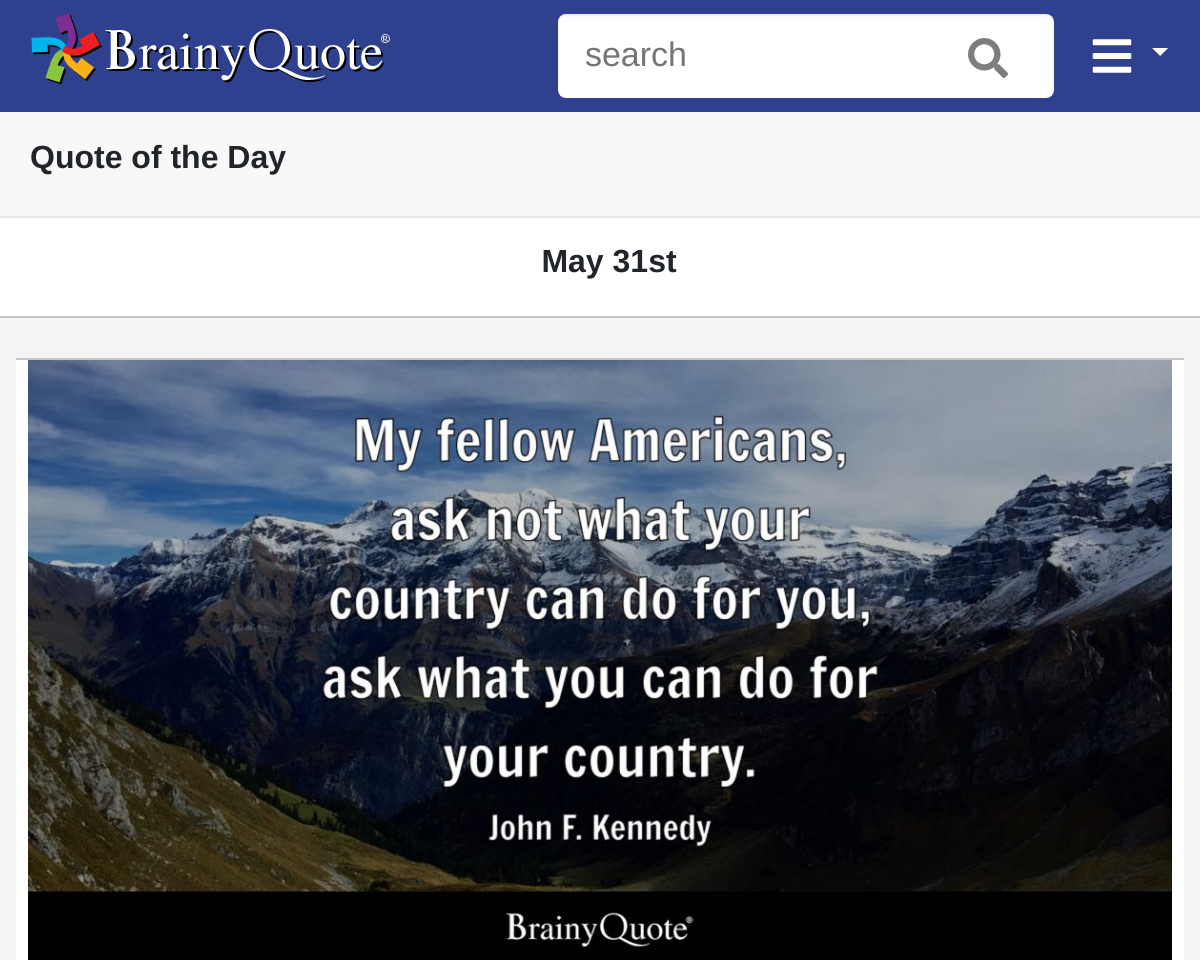 BrainyQuote®
search
Quote of the Day
May 31st
My fellow Americans,
ask not what your
country can do for you,
ask what you can do for
your country.
John F. Kennedy
BrainyQuote®